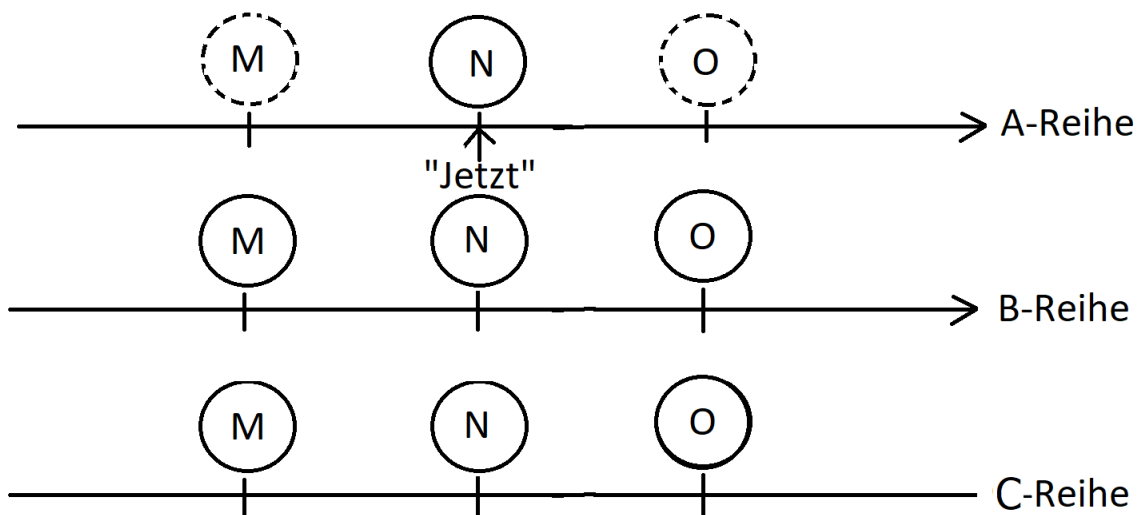 M N O
A-Reihe
"Jetzt"
M N O
B-Reihe
M N O
C-Reihe